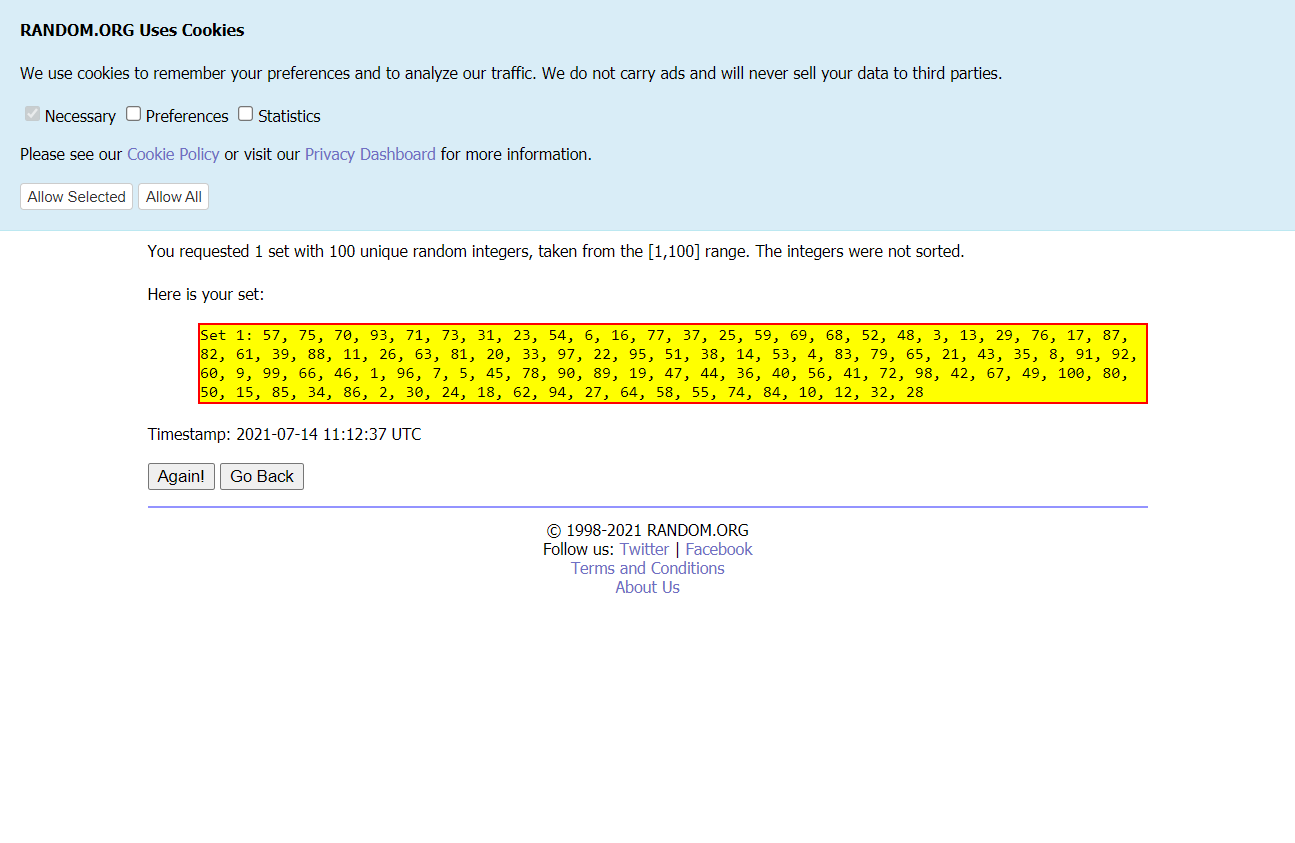 RANDOM.ORG Uses Cookies
We use cookies to remember your preferences and to analyze our traffic. We do not carry ads and will never sell your data to third parties.
Necessary Preferences Statistics
Please see our Cookie Policy or visit our Privacy Dashboard for more information.
Allow Selected Allow All
You requested 1 set with 100 unique random integers, taken from the [1,100] range. The integers were not sorted.
Here is your set:
Set 1: 57, 75, 70, 93, 71, 73, 31, 23, 54, 6, 16, 77, 37, 25, 59, 69, 68, 52, 48, 3, 13, 29, 76, 17, 87,
82, 61, 39, 88, 11, 26, 63, 81, 20, 33, 97, 22, 95, 51, 38, 14, 53, 4, 83, 79, 65, 21, 43, 35, 8, 91, 92,
60, 9, 99, 66, 46, 1, 96, 7, 5, 45, 78, 90, 89, 19, 47, 44, 36, 40, 56, 41, 72, 98, 42, 67, 49, 100, 80,
50, 15, 85, 34, 86, 2, 30, 24, 18, 62, 94, 27, 64, 58, 55, 74, 84, 10, 12, 32, 28
Timestamp: 2021-07-14 11:12:37 UTC
Again! Go Back
© 1998-2021 RANDOM.ORG
Follow us: Twitter | Facebook
Terms and Conditions
About Us